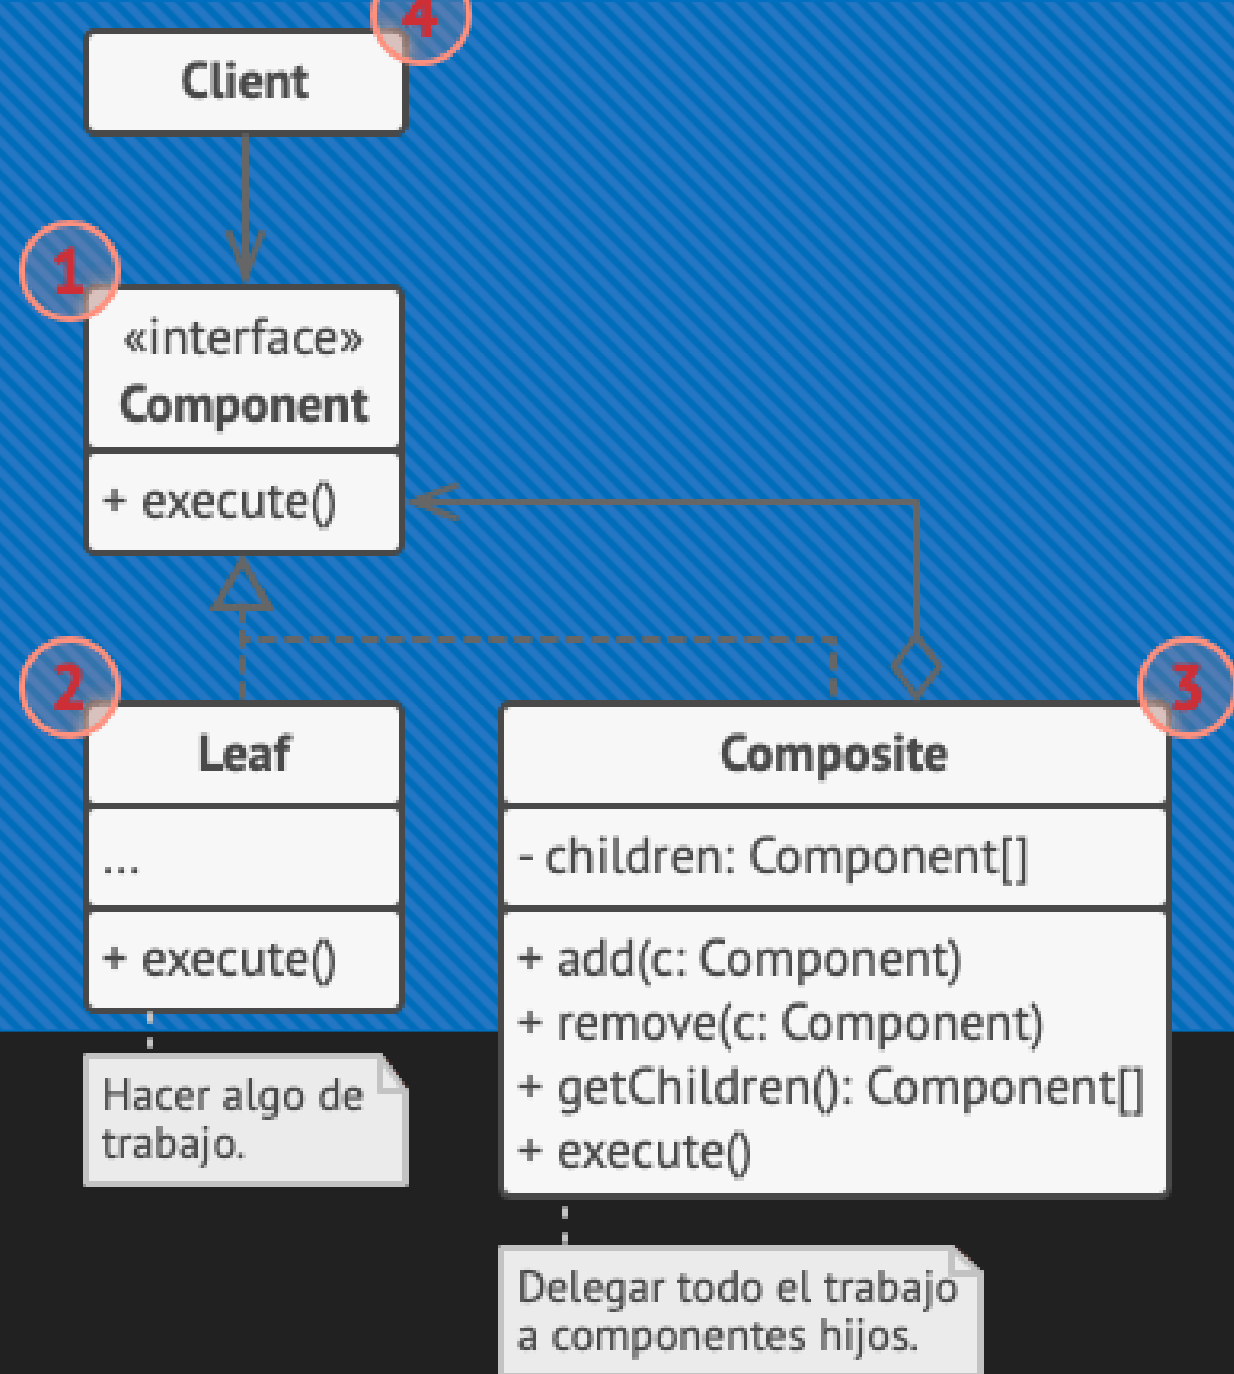 4
Client
1
«interface»
Component
+ execute()
2
Leaf
...
+ execute()
Hacer algo de
trabajo.
3
Composite
- children: Component[]
+ add(c: Component)
+ remove(c: Component)
+ getChildren(): Component[]
+ execute()
Delegar todo el trabajo
a componentes hijos.